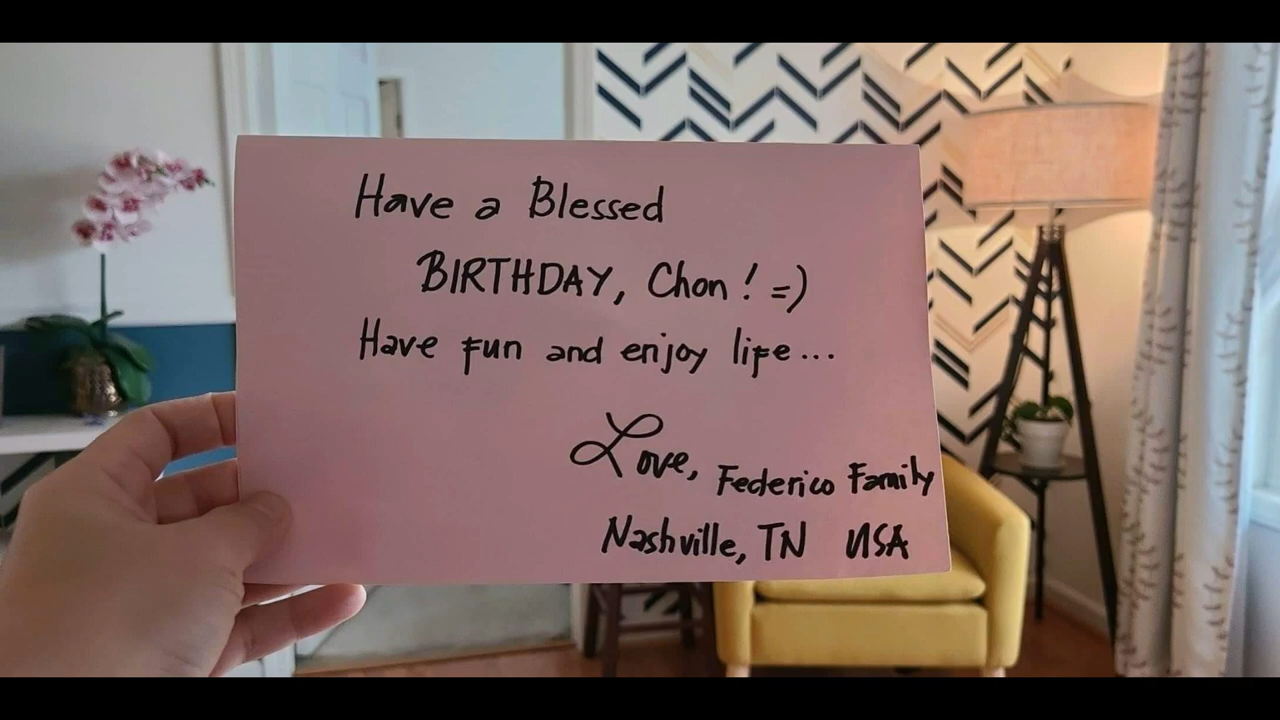 Have a Blessed
BIRTHDAY, Chon! =)
Have fun and enjoy life...
Love, Federico Family
Nashville, TN USA